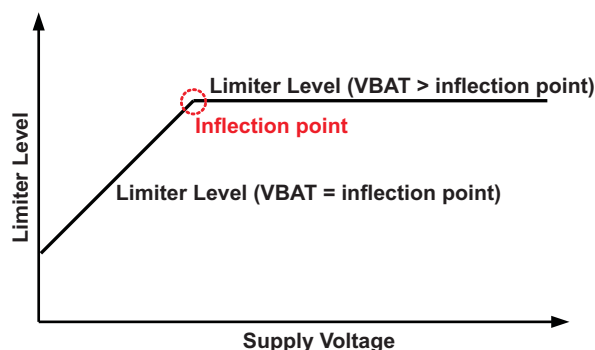 Limiter Level (VBAT > inflection point)
Inflection point
Limiter Level (VBAT = inflection point)
Limiter Level
Supply Voltage